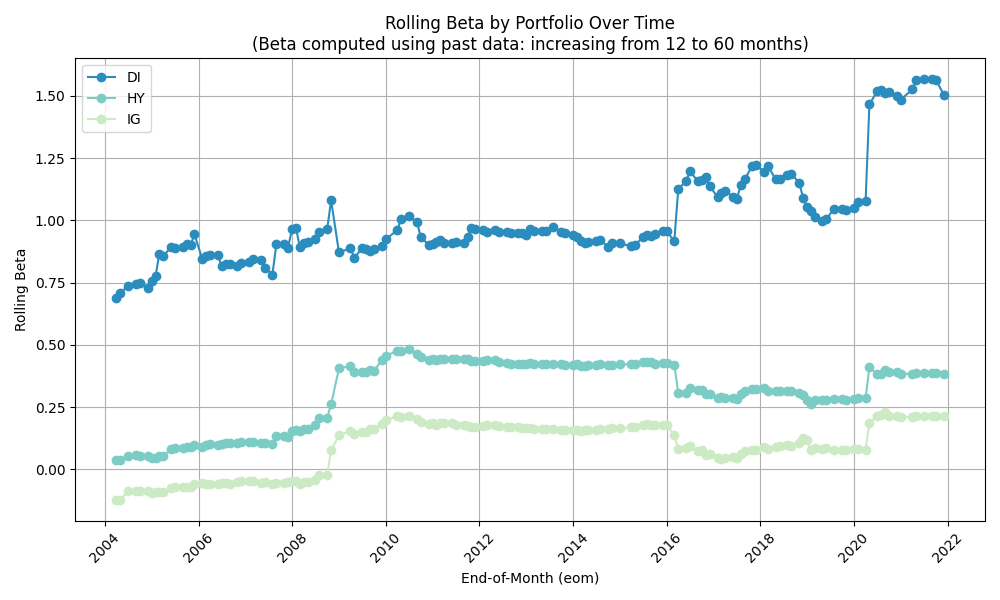 Rolling Beta by Portfolio Over Time
(Beta computed using past data: increasing from 12 to 60 months)
DI
HY
IG
1.50
1.25
1.00
0.75
0.50
0.25
0.00
Rolling Beta
2004
2006
2008
2010
2012
2014
2016
2018
2020
2022
End-of-Month (eom)